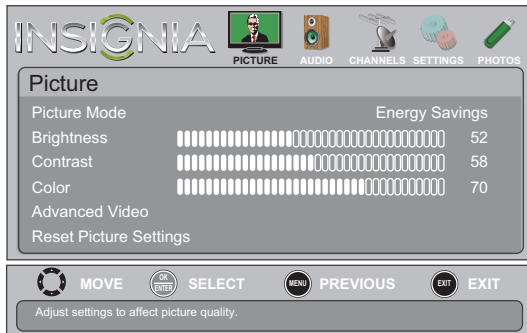 INSIGNIA
PICTURE AUDIO CHANNELS SETTINGS PHOTOS
Picture
Picture Mode Energy Savings
Brightness 52
Contrast 58
Color 70
Advanced Video
Reset Picture Settings
MOVE OK ENTER SELECT MENU PREVIOUS EXIT EXIT
Adjust settings to affect picture quality.